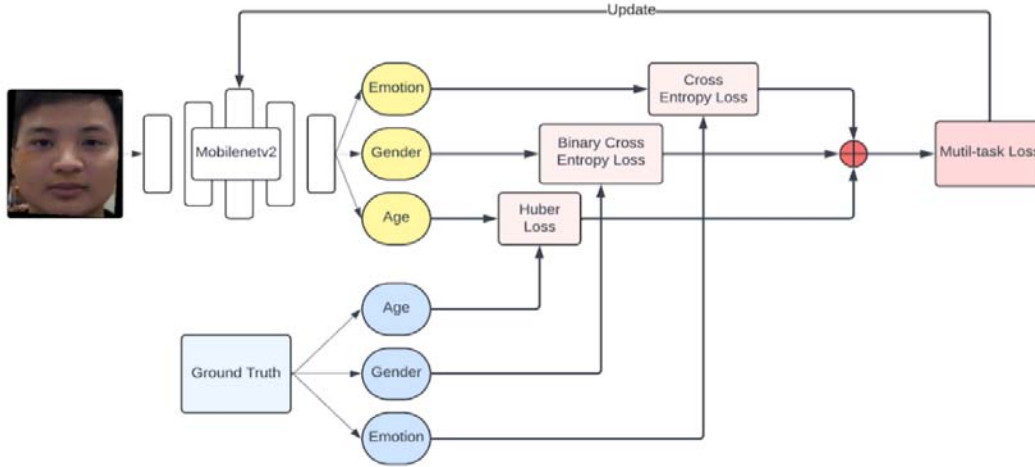 Update
Emotion
Cross
Entropy Loss
Mobilenetv2
Gender
Binary Cross
Entropy Loss
Mutil-task Loss
Age
Huber
Loss
Age
Ground Truth
Gender
Emotion